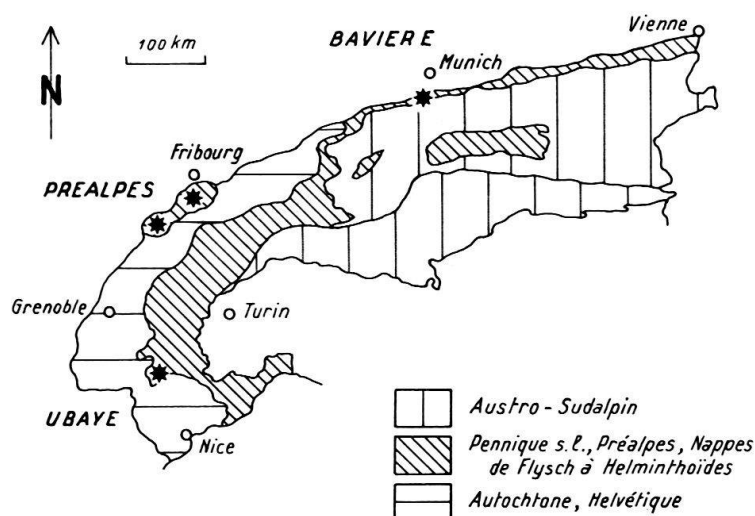 Vienne
BAVIERE
100 km
Munich
N
Fribourg
PREALPES
Grenoble
Turin
UBAYE
Nice
Austro - Sudalpin
Pennique s.l., Préalpes, Nappes
de Flysch à Helminthoïdes
Autochtone, Helvétique